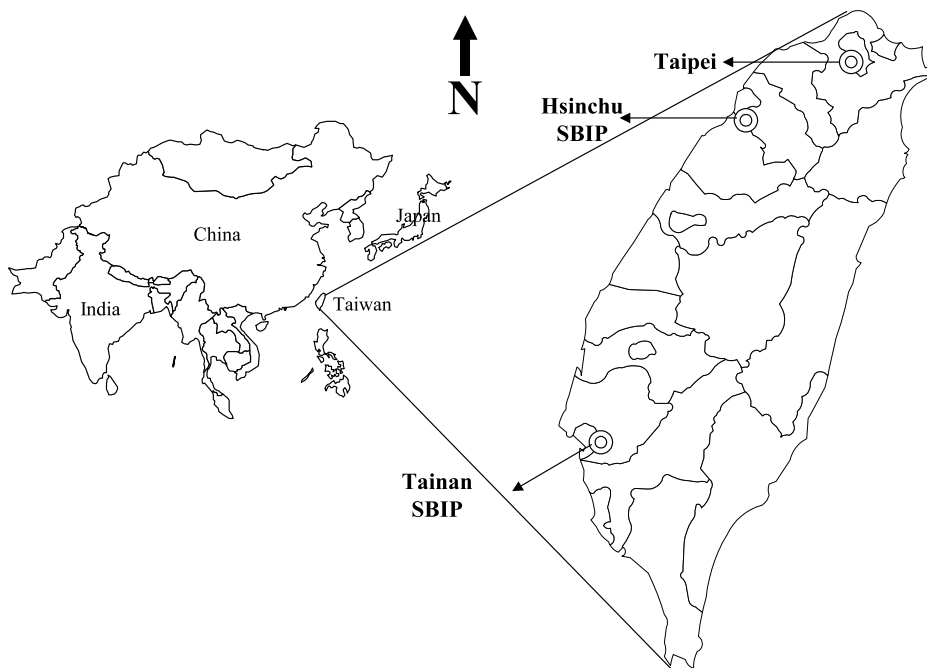 Taipei
Hsinchu
SBIP
N
Japan
China
India
Taiwan
Tainan
SBIP